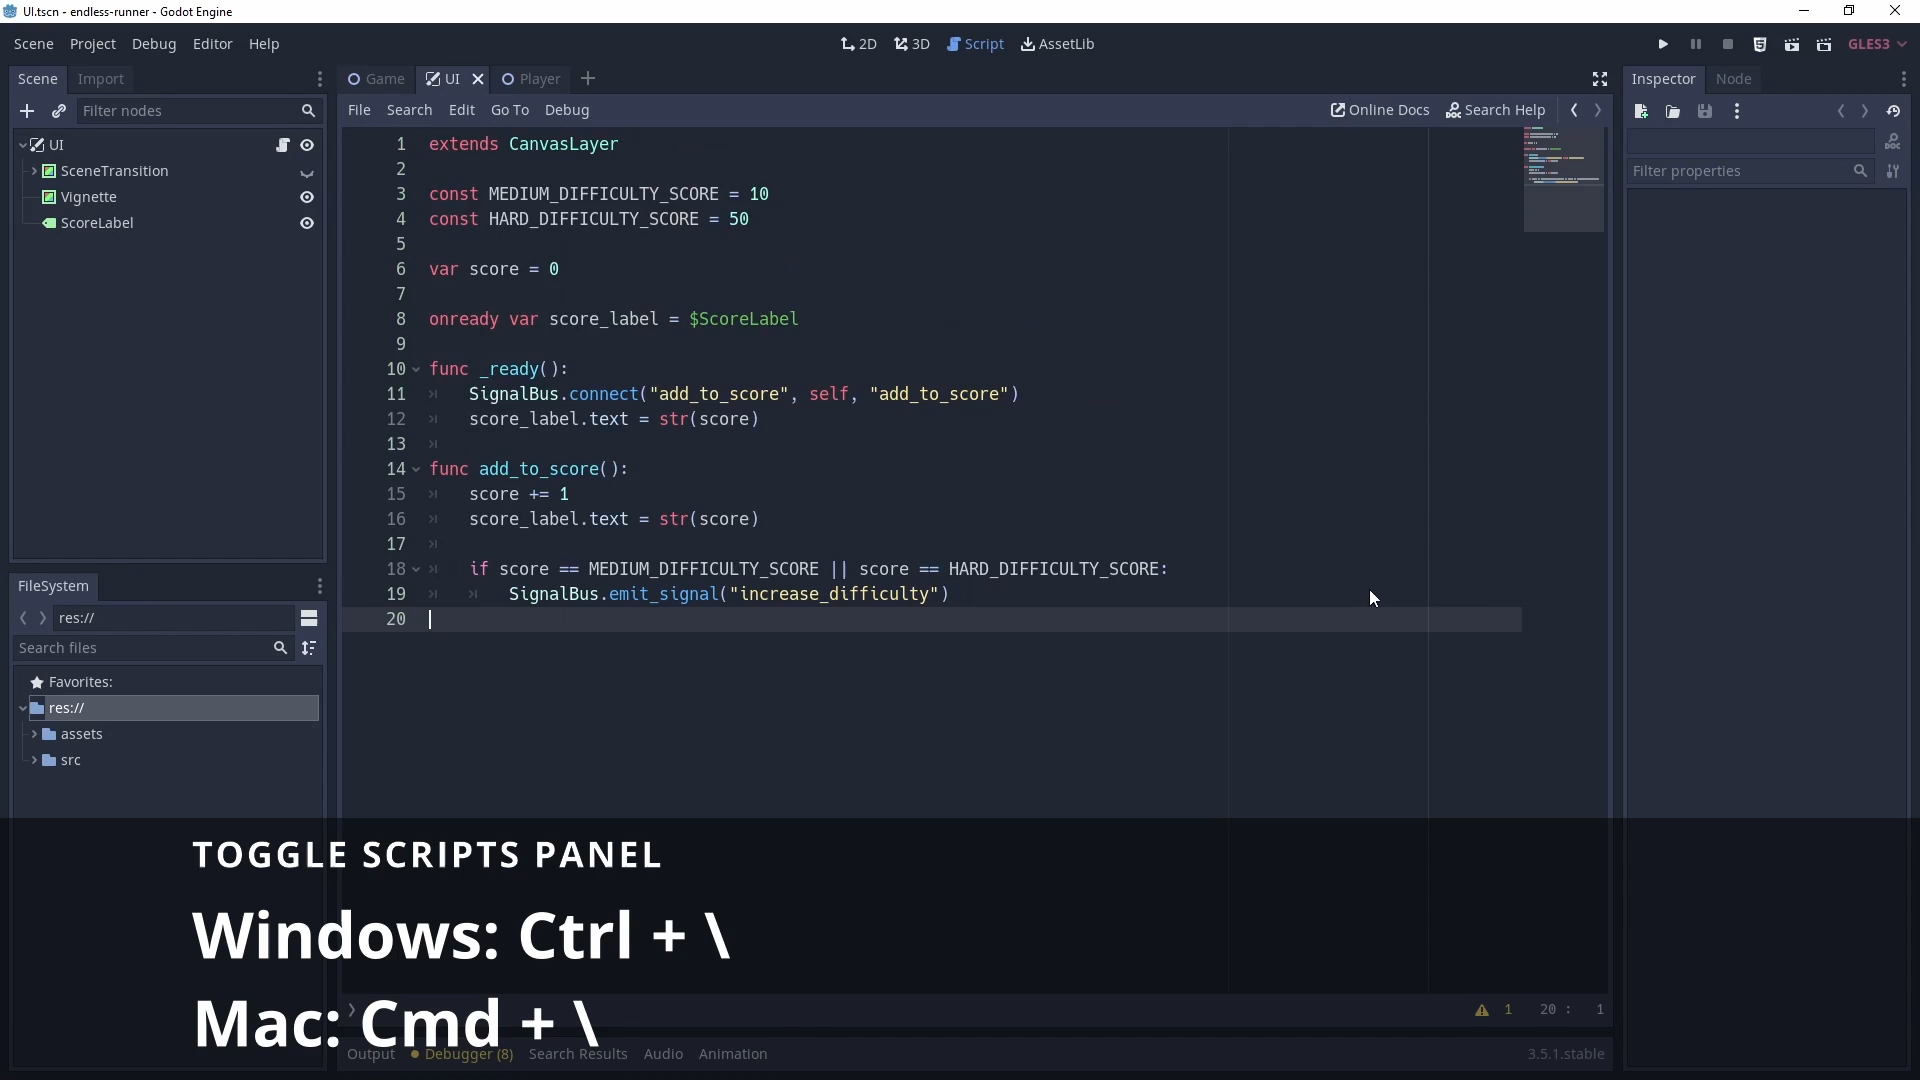 UI.tscn - endless-runner - Godot Engine
Scene Project Debug Editor Help
2D 3D Script AssetLib
GLES3
Scene Import
Filter nodes
UI
SceneTransition
Vignette
ScoreLabel
FileSystem
res://
Search files
Favorites:
res://
assets
src
Game UI Player
File Search Edit Go To Debug
Online Docs Search Help
1 extends CanvasLayer
2
3 const MEDIUM_DIFFICULTY_SCORE = 10
4 const HARD_DIFFICULTY_SCORE = 50
5
6 var score = 0
7
8 onready var score_label = $ScoreLabel
9
10 func _ready():
11 SignalBus.connect("add_to_score", self, "add_to_score")
12 score_label.text = str(score)
13
14 func add_to_score():
15 score += 1
16 score_label.text = str(score)
17
18 if score == MEDIUM_DIFFICULTY_SCORE || score == HARD_DIFFICULTY_SCORE:
19 SignalBus.emit_signal("increase_difficulty")
20
1 20 : 1
Output Debugger (8) Search Results Audio Animation
3.5.1.stable
Inspector Node
DOC
Filter properties
TOGGLE SCRIPTS PANEL
Windows: Ctrl + \
Mac: Cmd + \